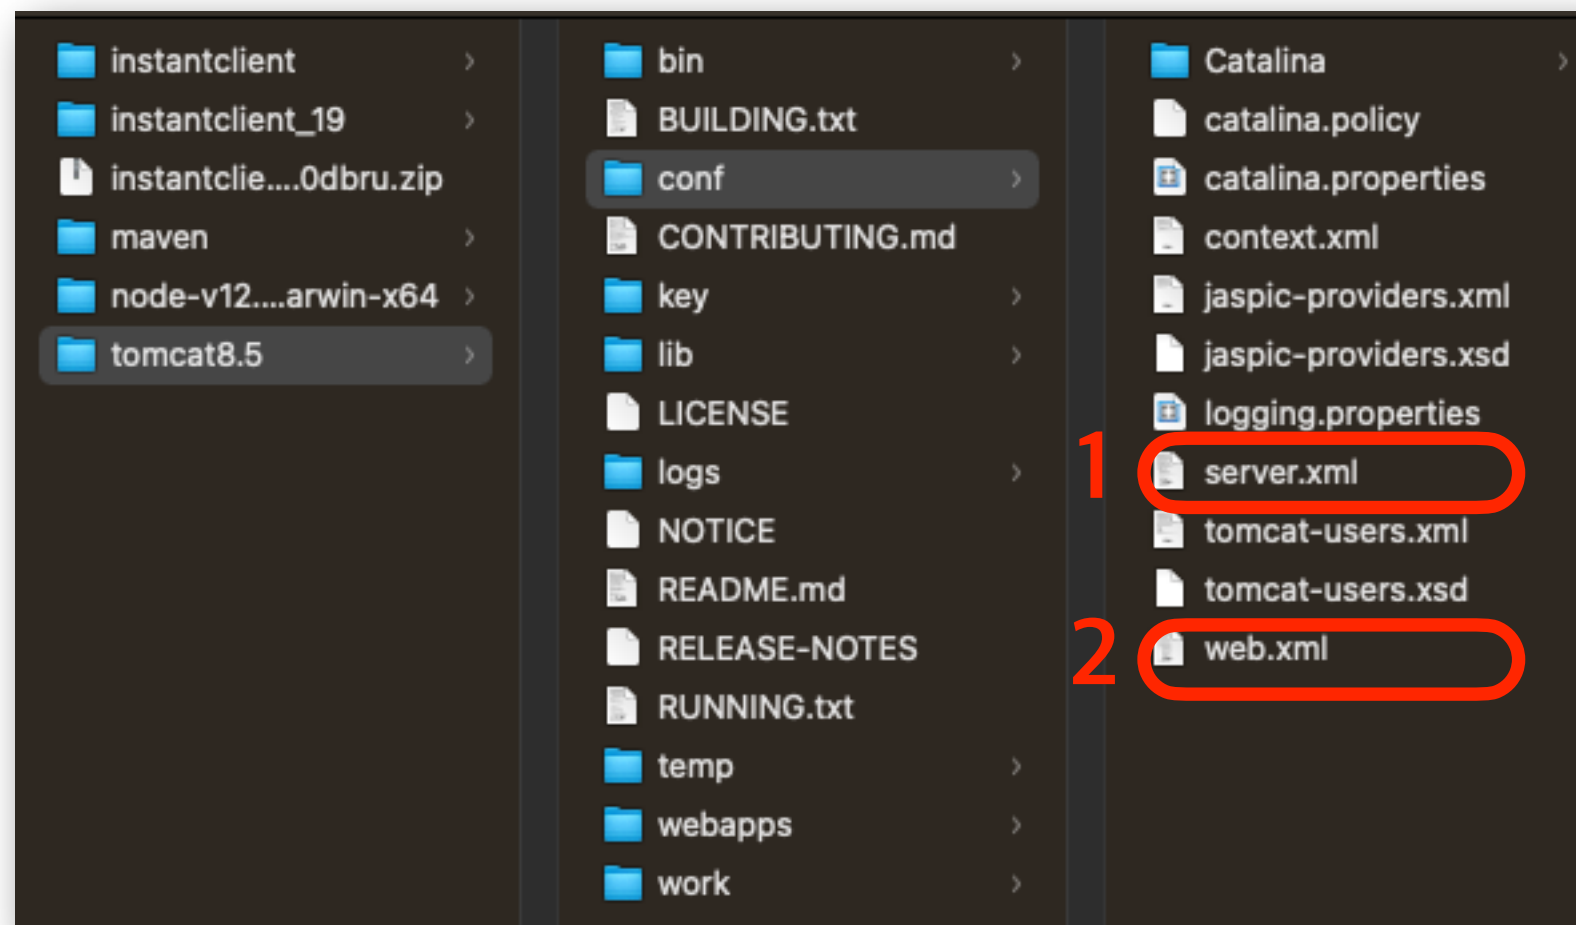 instantclient
instantclient_19
instantclie....0dbru.zip
maven
node-v12....arwin-x64
tomcat8.5
bin
BUILDING.txt
conf
CONTRIBUTING.md
key
lib
LICENSE
logs
NOTICE
README.md
RELEASE-NOTES
RUNNING.txt
temp
webapps
work
Catalina
catalina.policy
catalina.properties
context.xml
jaspic-providers.xml
jaspic-providers.xsd
logging.properties
1 server.xml
tomcat-users.xml
tomcat-users.xsd
2 web.xml